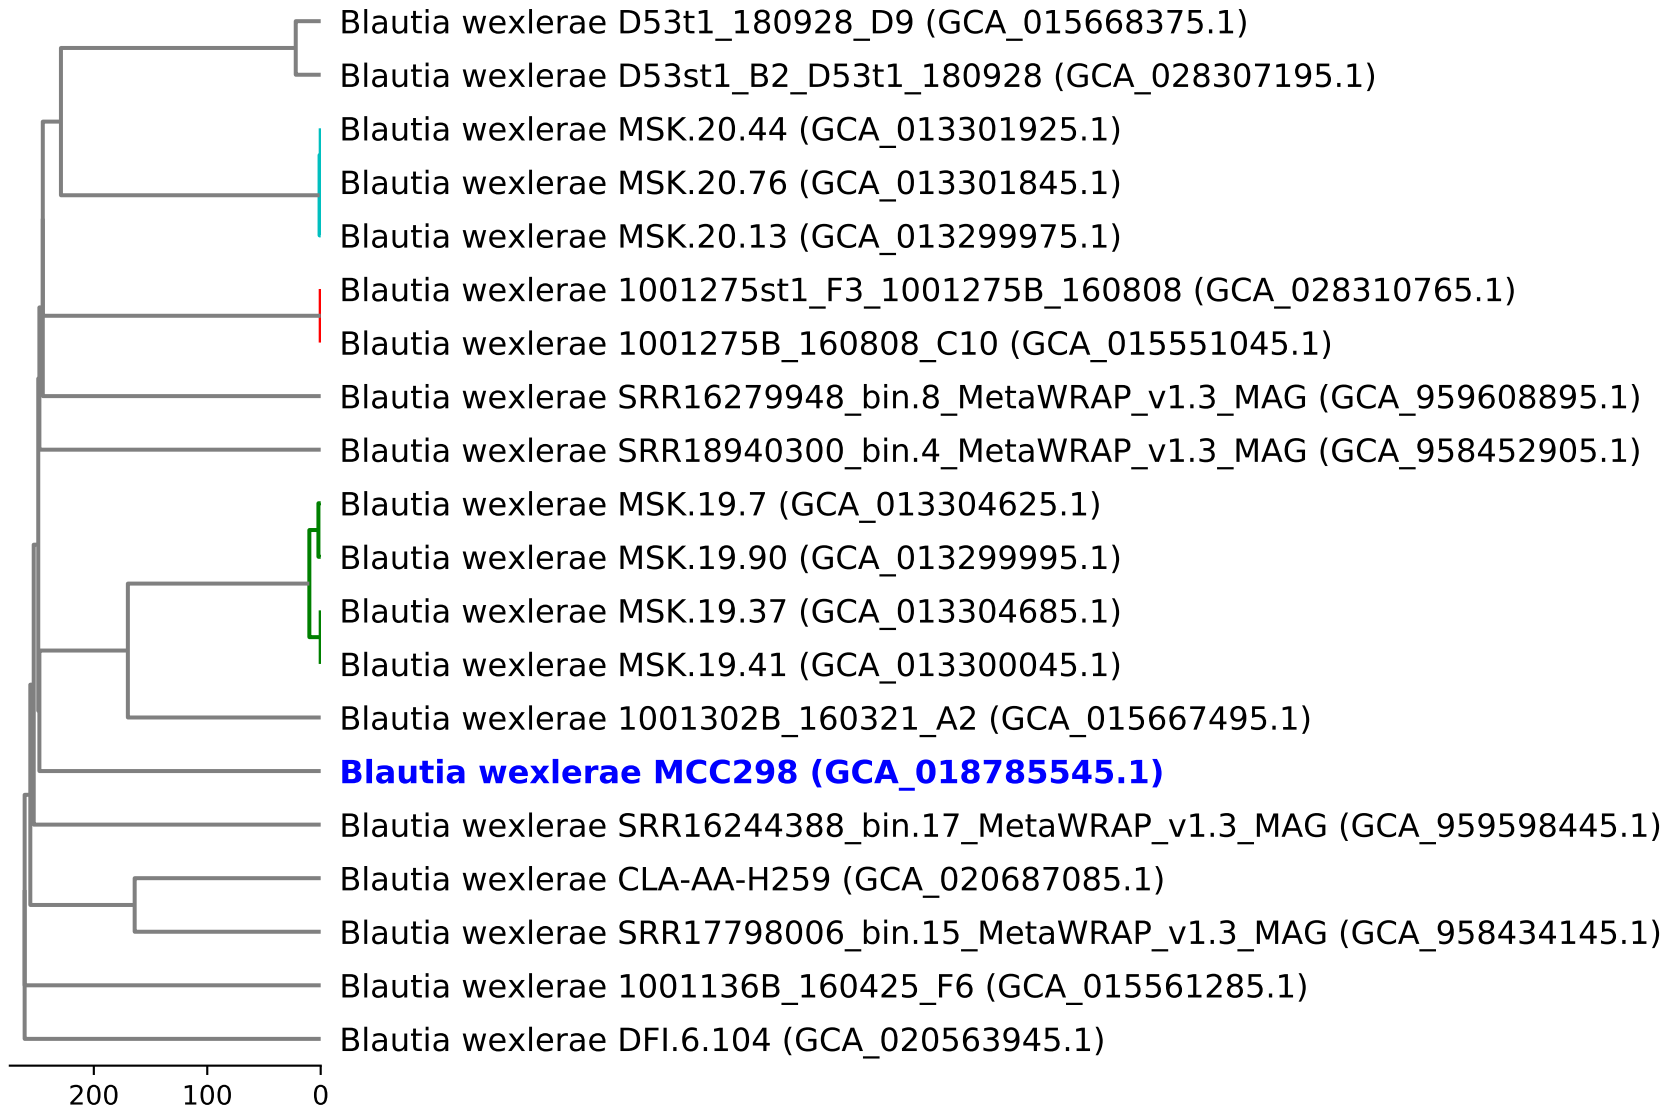 Blautia wexlerae D53t1_180928_D9 (GCA_015668375.1)
Blautia wexlerae D53st1_B2_D53t1_180928 (GCA_028307195.1)
Blautia wexlerae MSK.20.44 (GCA_013301925.1)
Blautia wexlerae MSK.20.76 (GCA_013301845.1)
Blautia wexlerae MSK.20.13 (GCA_013299975.1)
Blautia wexlerae 1001275st1_F3_1001275B_160808 (GCA_028310765.1)
Blautia wexlerae 1001275B_160808_C10 (GCA_015551045.1)
Blautia wexlerae SRR16279948_bin.8_MetaWRAP_v1.3_MAG (GCA_959608895.1)
Blautia wexlerae SRR18940300_bin.4_MetaWRAP_v1.3_MAG (GCA_958452905.1)
Blautia wexlerae MSK.19.7 (GCA_013304625.1)
Blautia wexlerae MSK.19.90 (GCA_013299995.1)
Blautia wexlerae MSK.19.37 (GCA_013304685.1)
Blautia wexlerae MSK.19.41 (GCA_013300045.1)
Blautia wexlerae 1001302B_160321_A2 (GCA_015667495.1)
Blautia wexlerae MCC298 (GCA_018785545.1)
Blautia wexlerae SRR16244388_bin.17_MetaWRAP_v1.3_MAG (GCA_959598445.1)
Blautia wexlerae CLA-AA-H259 (GCA_020687085.1)
Blautia wexlerae SRR17798006_bin.15_MetaWRAP_v1.3_MAG (GCA_958434145.1)
Blautia wexlerae 1001136B_160425_F6 (GCA_015561285.1)
Blautia wexlerae DFI.6.104 (GCA_020563945.1)
200 100 0